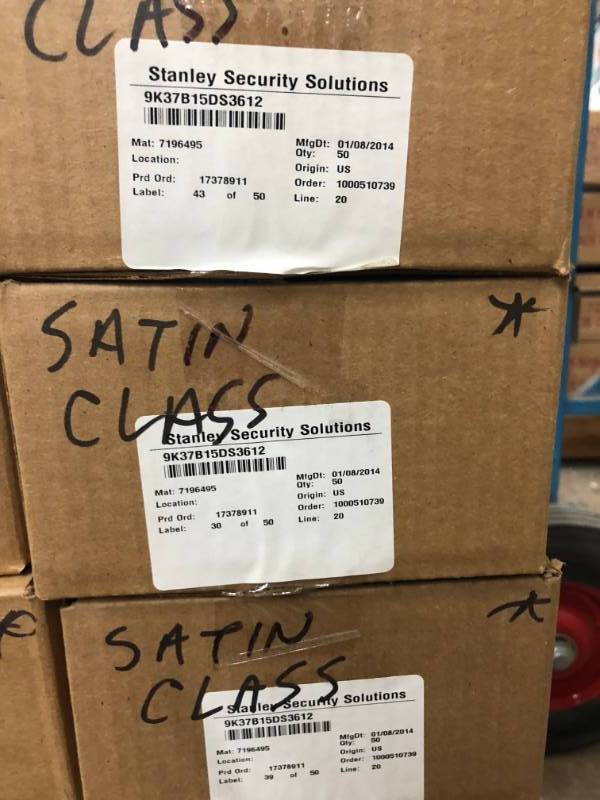 CLASS
Stanley Security Solutions
9K37B15DS3612
Mat: 7196495 MfgDt: 01/08/2014
Location: Qty: 50
Origin: US
Prd Ord: 17378911 Order: 1000510739
Label: 43 of 50 Line: 20
SATIN
CLASS
Stanley Security Solutions
9K37B15DS3612
Mat: 7196495 MfgDt: 01/08/2014
Location: Qty: 50
Origin: US
Prd Ord: 17378911 Order: 1000510739
Label: 30 of 50 Line: 20
SATIN
CLASS
Stanley Security Solutions
9K37B15DS3612
Mat: 7196495 MfgDt: 01/08/2014
Location: Qty: 50
Origin: US
Prd Ord: 17378911 Order: 1000510739
Label: 39 of 50 Line: 20